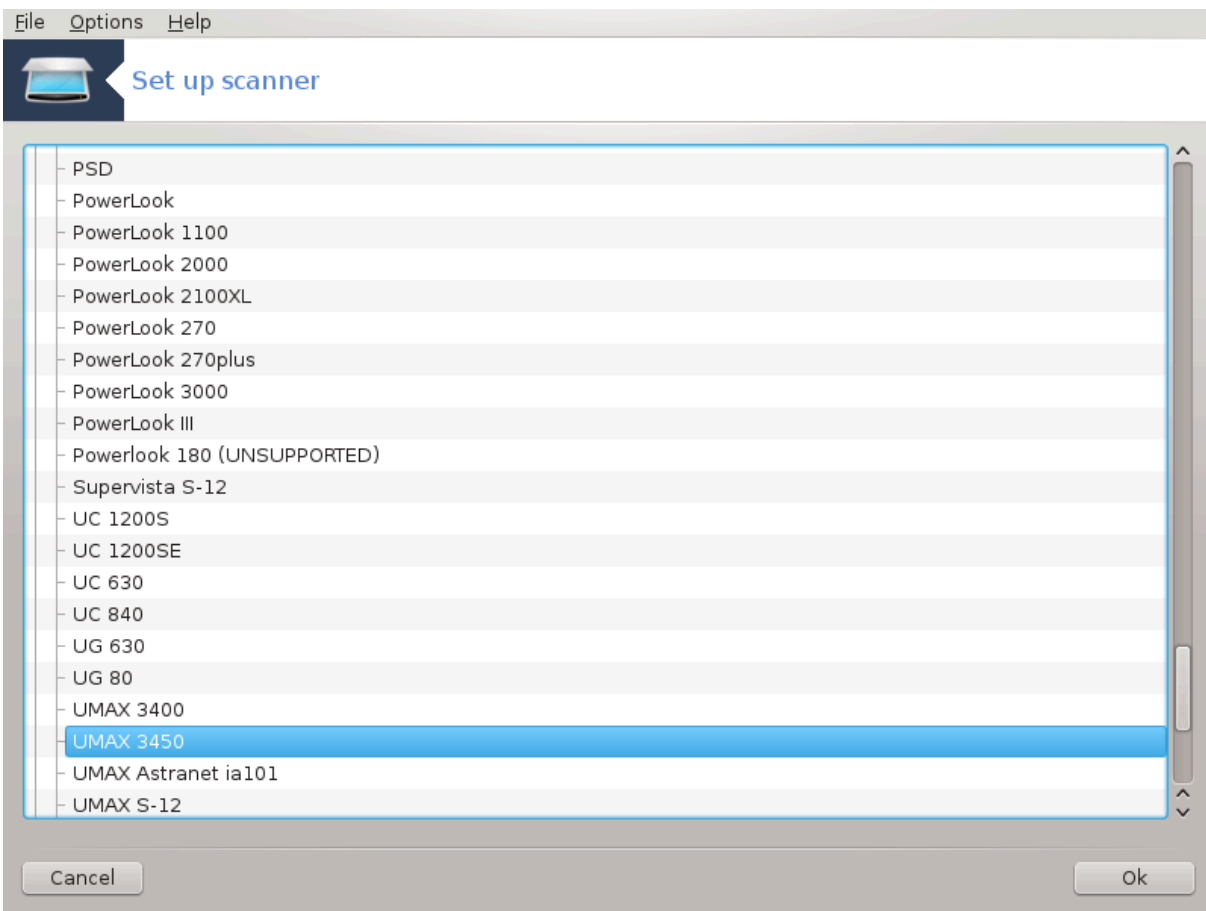 File Options Help
Set up scanner
PSD
PowerLook
PowerLook 1100
PowerLook 2000
PowerLook 2100XL
PowerLook 270
PowerLook 270plus
PowerLook 3000
PowerLook III
Powerlook 180 (UNSUPPORTED)
Supervista S-12
UC 1200S
UC 1200SE
UC 630
UC 840
UG 630
UG 80
UMAX 3400
UMAX 3450
UMAX Astranet ia101
UMAX S-12
Cancel Ok